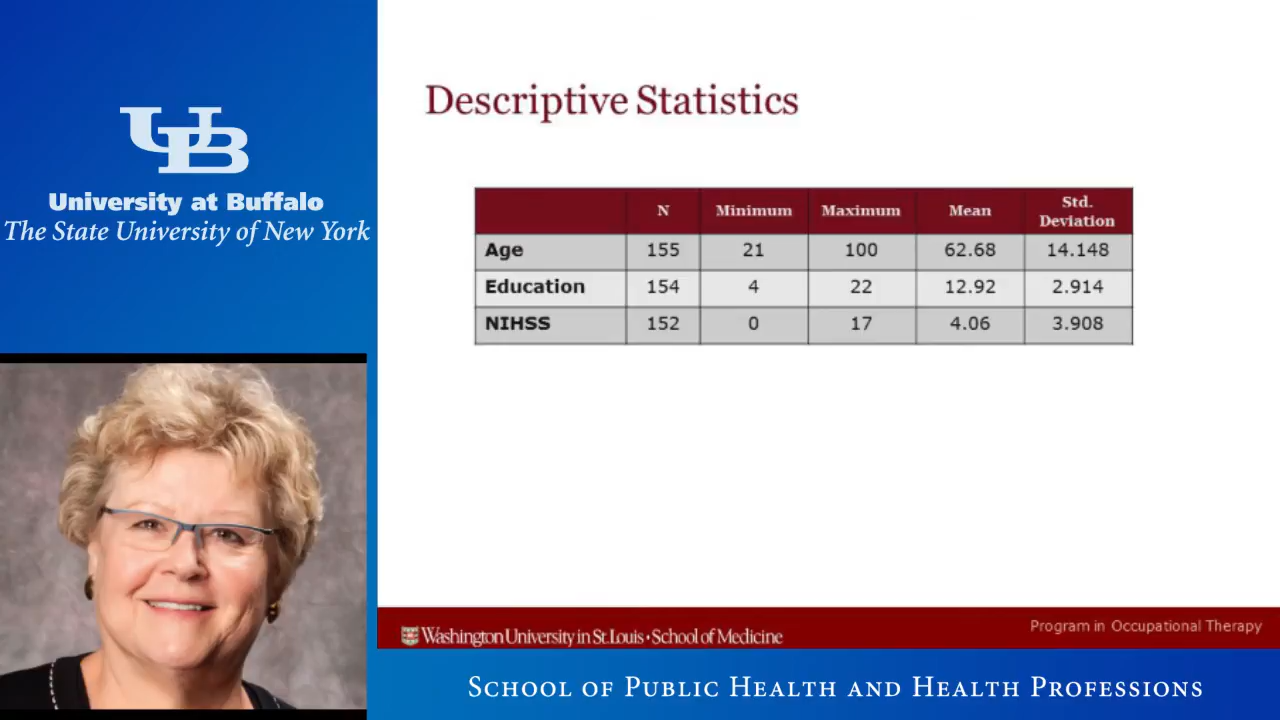 UB
University at Buffalo
The State University of New York
Descriptive Statistics
N Minimum Maximum Mean Std. Deviation
Age 155 21 100 62.68 14.148
Education 154 4 22 12.92 2.914
NIHSS 152 0 17 4.06 3.908
Washington University in St. Louis • School of Medicine
Program in Occupational Therapy
School of Public Health and Health Professions